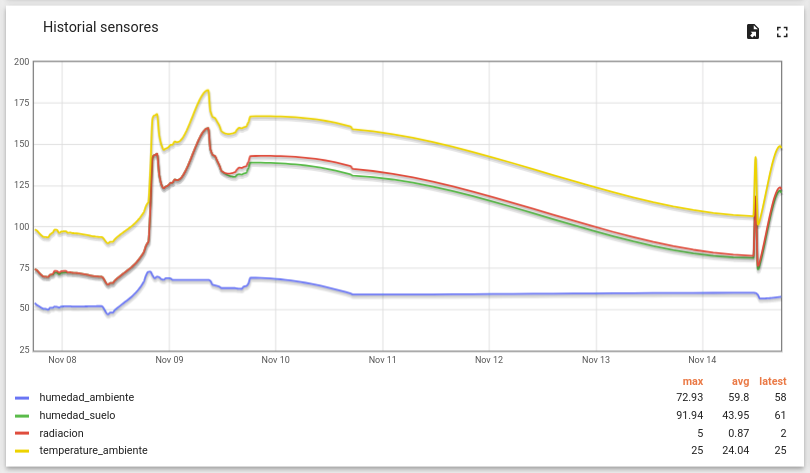 Historial sensores
200
175
150
125
100
75
50
25
Nov 08 Nov 09 Nov 10 Nov 11 Nov 12 Nov 13 Nov 14
max avg latest
humedad_ambiente 72.93 59.8 58
humedad_suelo 91.94 43.95 61
radiacion 5 0.87 2
temperature_ambiente 25 24.04 25